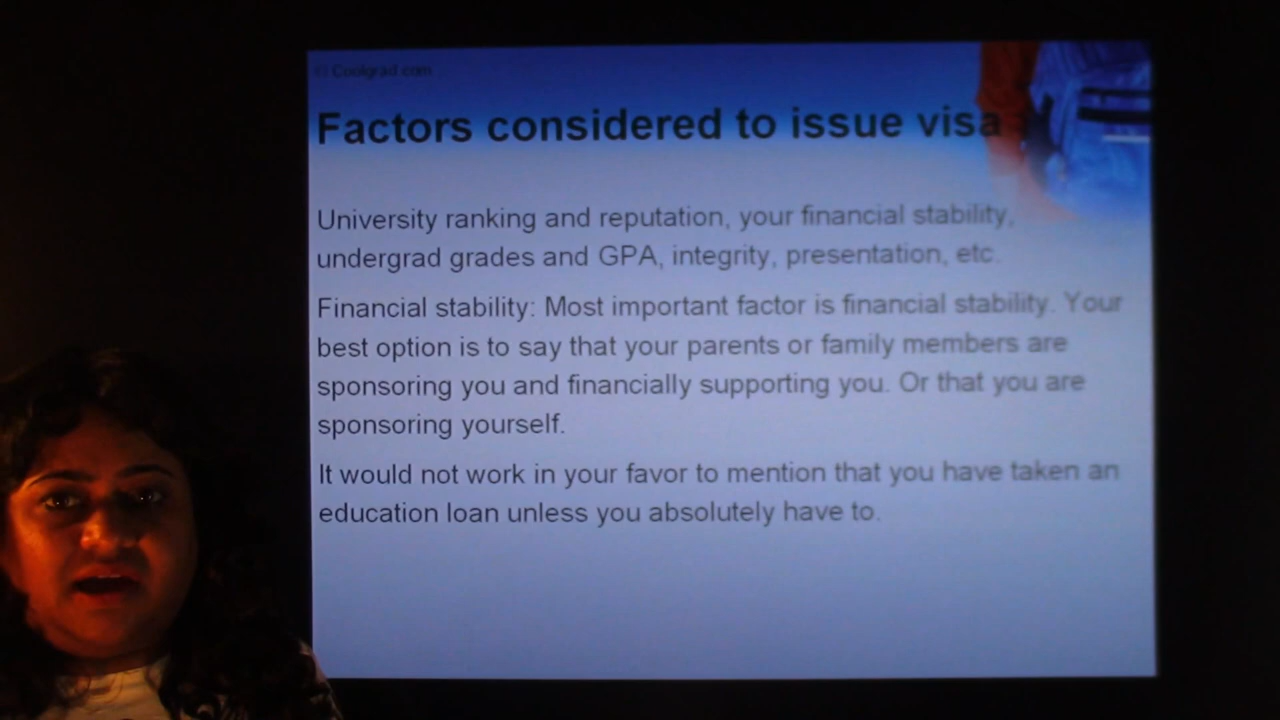 (c) Coolgrad.com
Factors considered to issue visa
University ranking and reputation, your financial stability,
undergrad grades and GPA, integrity, presentation, etc.
Financial stability: Most important factor is financial stability. Your
best option is to say that your parents or family members are
sponsoring you and financially supporting you. Or that you are
sponsoring yourself.
It would not work in your favor to mention that you have taken an
education loan unless you absolutely have to.